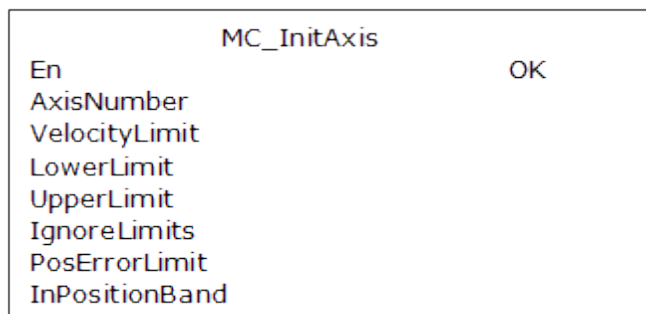 MC_InitAxis
En OK
AxisNumber
VelocityLimit
LowerLimit
UpperLimit
IgnoreLimits
PosErrorLimit
InPositionBand